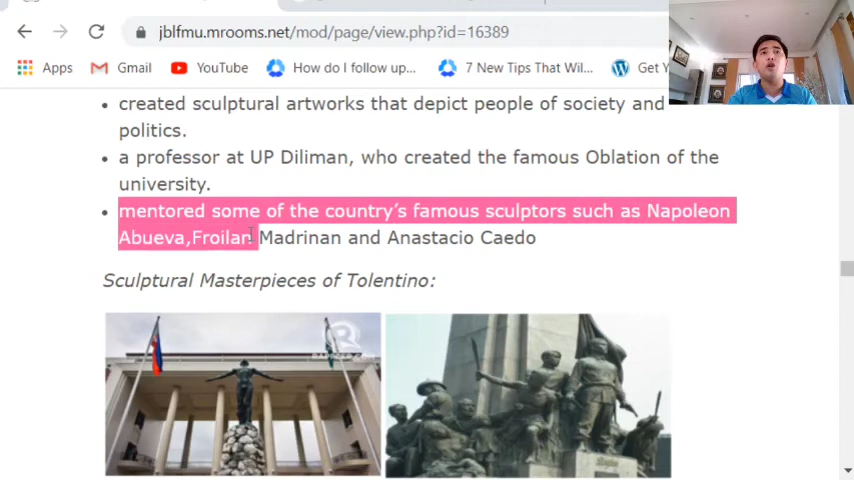 jblfmu.mrooms.net/mod/page/view.php?id=16389
Apps Gmail YouTube How do I follow up... 7 New Tips That Wil... Get Y
created sculptural artworks that depict people of society and
politics.
a professor at UP Diliman, who created the famous Oblation of the
university.
mentored some of the country's famous sculptors such as Napoleon
Abueva,Froilan Madrinan and Anastacio Caedo
Sculptural Masterpieces of Tolentino: